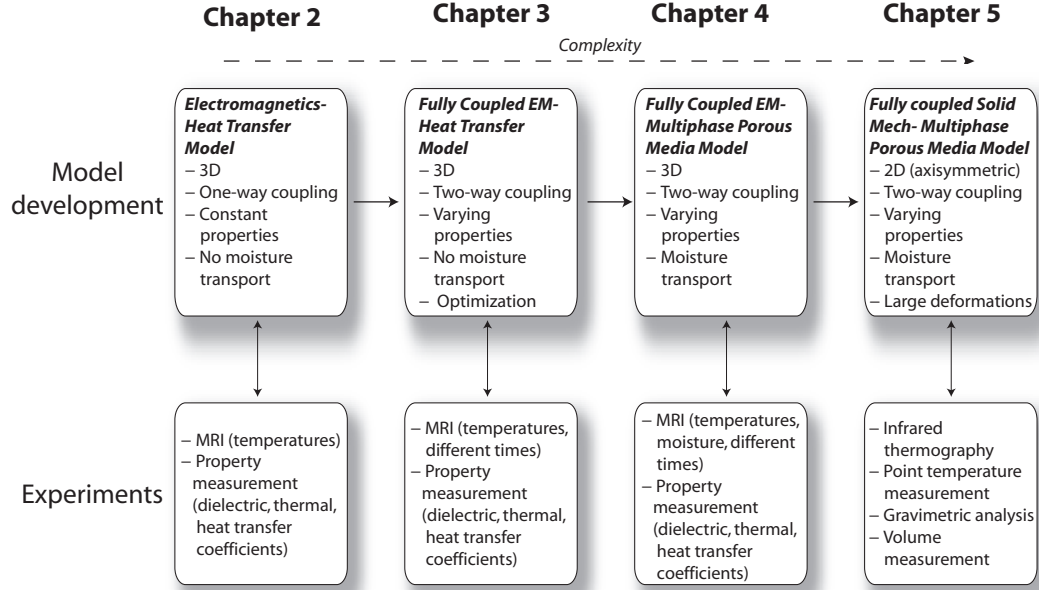 Chapter 2
Chapter 3
Chapter 4
Chapter 5
Complexity
Model
development
Electromagnetics-
Heat Transfer
Model
– 3D
– One-way coupling
– Constant
properties
– No moisture
transport
Fully Coupled EM-
Heat Transfer
Model
– 3D
– Two-way coupling
– Varying
properties
– No moisture
transport
– Optimization
Fully Coupled EM-
Multiphase Porous
Media Model
– 3D
– Two-way coupling
– Varying
properties
– Moisture
transport
Fully coupled Solid
Mech- Multiphase
Porous Media Model
– 2D (axisymmetric)
– Two-way coupling
– Varying
properties
– Moisture
transport
– Large deformations
Experiments
– MRI (temperatures)
– Property
measurement
(dielectric, thermal,
heat transfer
coefficients)
– MRI (temperatures,
different times)
– Property
measurement
(dielectric, thermal,
heat transfer
coefficients)
– MRI (temperatures,
moisture, different
times)
– Property
measurement
(dielectric, thermal,
heat transfer
coefficients)
– Infrared
thermography
– Point temperature
measurement
– Gravimetric analysis
– Volume
measurement